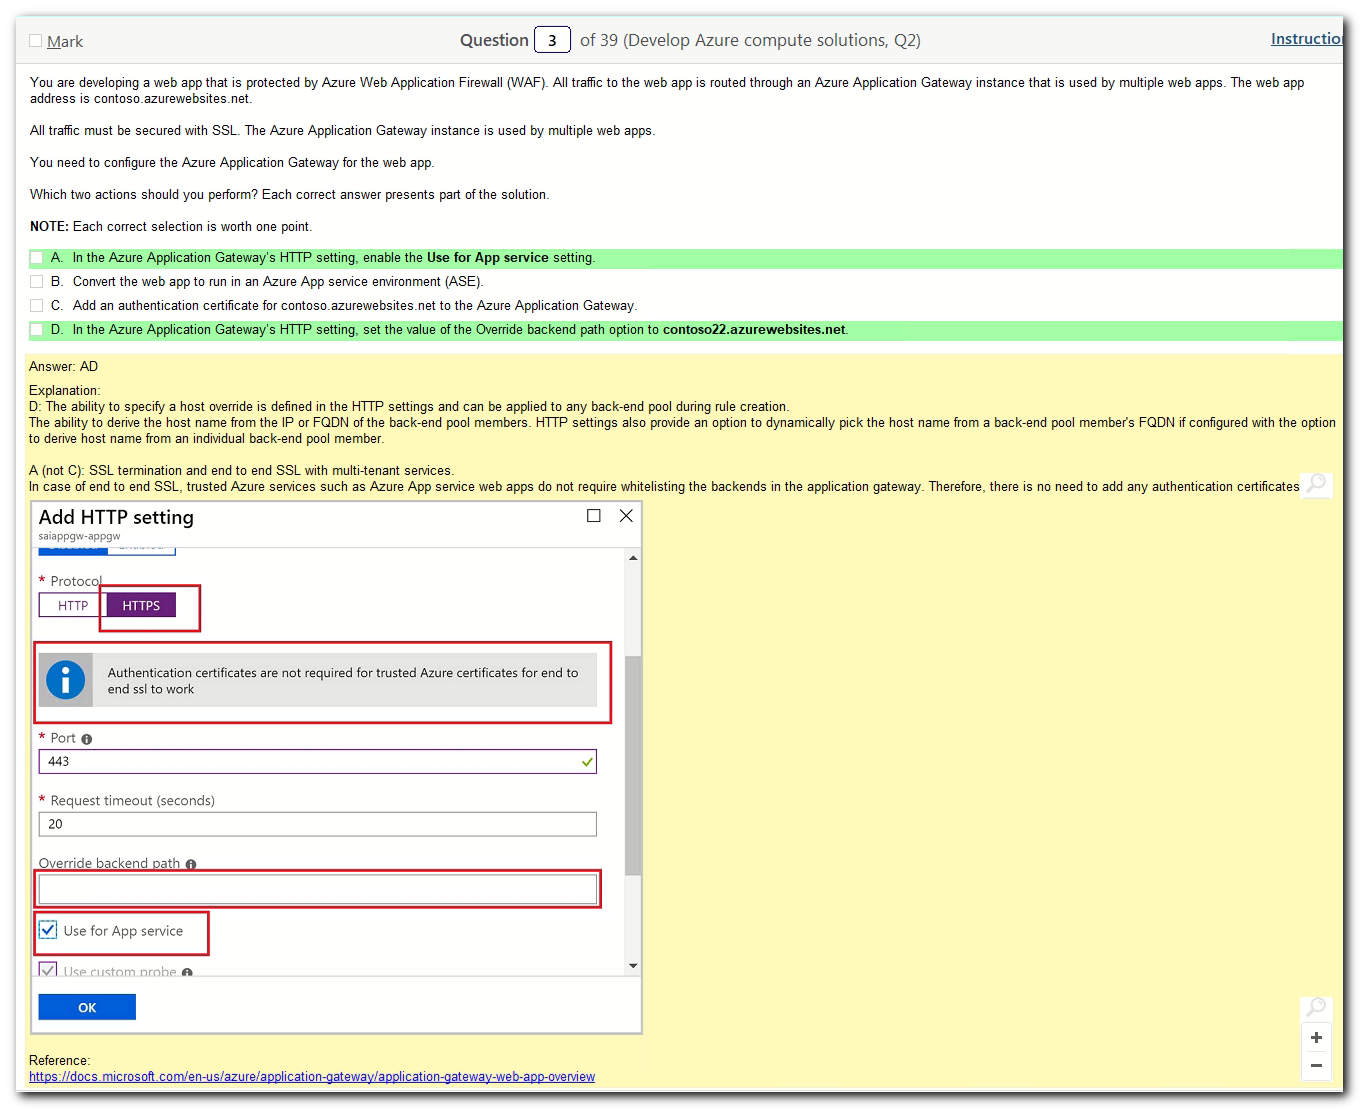 Mark
Question 3 of 39 (Develop Azure compute solutions, Q2)
Instructio
You are developing a web app that is protected by Azure Web Application Firewall (WAF). All traffic to the web app is routed through an Azure Application Gateway instance that is used by multiple web apps. The web app
address is contoso.azurewebsites.net.
All traffic must be secured with SSL. The Azure Application Gateway instance is used by multiple web apps.
You need to configure the Azure Application Gateway for the web app.
Which two actions should you perform? Each correct answer presents part of the solution.
NOTE: Each correct selection is worth one point.
A. In the Azure Application Gateway's HTTP setting, enable the Use for App service setting.
B. Convert the web app to run in an Azure App service environment (ASE).
C. Add an authentication certificate for contoso.azurewebsites.net to the Azure Application Gateway.
D. In the Azure Application Gateway's HTTP setting, set the value of the Override backend path option to contoso22.azurewebsites.net.
Answer: AD
Explanation:
D: The ability to specify a host override is defined in the HTTP settings and can be applied to any back-end pool during rule creation.
The ability to derive the host name from the IP or FQDN of the back-end pool members. HTTP settings also provide an option to dynamically pick the host name from a back-end pool member's FQDN if configured with the option
to derive host name from an individual back-end pool member.
A (not C): SSL termination and end to end SSL with multi-tenant services.
In case of end to end SSL, trusted Azure services such as Azure App service web apps do not require whitelisting the backends in the application gateway. Therefore, there is no need to add any authentication certificates
Add HTTP setting
saiappgw-appgw
* Protocol
HTTP HTTPS
Authentication certificates are not required for trusted Azure certificates for end to
end ssl to work
* Port
443
* Request timeout (seconds)
20
Override backend path
Use for App service
Use custom probe
OK
Reference:
https://docs.microsoft.com/en-us/azure/application-gateway/application-gateway-web-app-overview